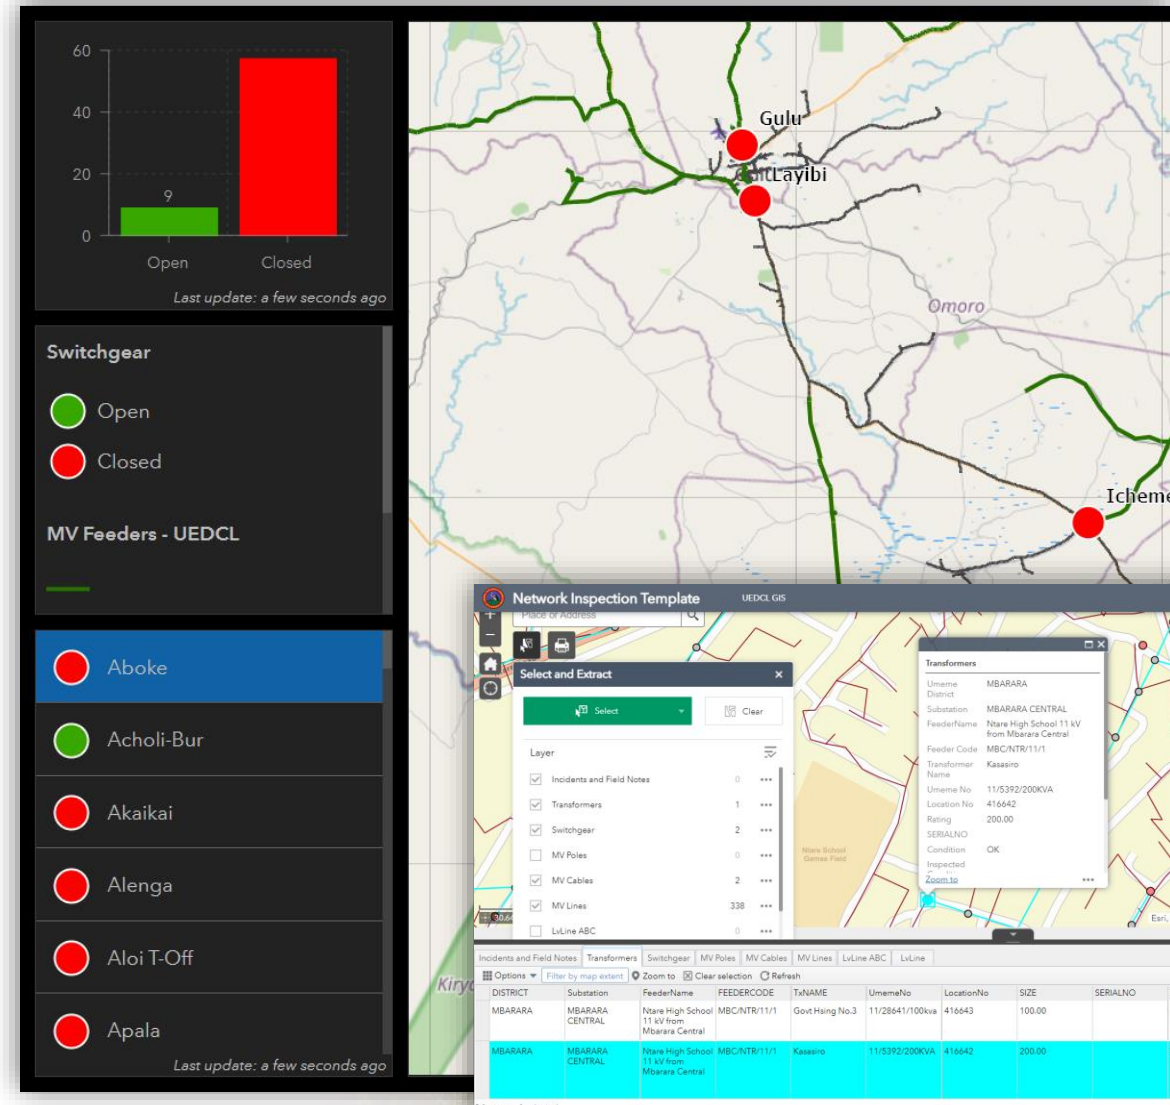 60
40
20
0
9
Open
Closed
Last update: a few seconds ago
Switchgear
Open
Closed
MV Feeders - UEDCL
Aboke
Acholi-Bur
Akaikai
Alenga
Aloi T-Off
Apala
Last update: a few seconds ago
Gulu
Layibi
Omoro
Network Inspection Template
UEDCL GIS
Place or Address
Select and Extract
Select
Clear
Layer
Incidents and Field Notes 0
Transformers 1
Switchgear 2
MV Poles 0
MV Cables 2
MV Lines 338
LvLine ABC 0
Ntare School
Games Field
Transformers
Umeme District MBARARA
Substation MBARARA CENTRAL
FeederName Ntare High School 11 kV
from Mbarara Central
Feeder Code MBC/NTR/11/1
Transformer Name Kasasiro
Umeme No 11/5392/200KVA
Location No 416642
Rating 200.00
SERIALNO
Condition OK
Inspected
Zoom to
Esri,
Incidents and Field Notes Transformers Switchgear MV Poles MV Cables MV Lines LvLine ABC LvLine
Options Filter by map extent Zoom to Clear selection Refresh
DISTRICT Substation FeederName FEEDERCODE TxNAME UmemeNo LocationNo SIZE SERIALNO
MBARARA MBARARA CENTRAL Ntare High School 11 kV from Mbarara Central MBC/NTR/11/1 Govt Hsing No.3 11/28641/100kva 416643 100.00
MBARARA MBARARA CENTRAL Ntare High School 11 kV from Mbarara Central MBC/NTR/11/1 Kasasiro 11/5392/200KVA 416642 200.00